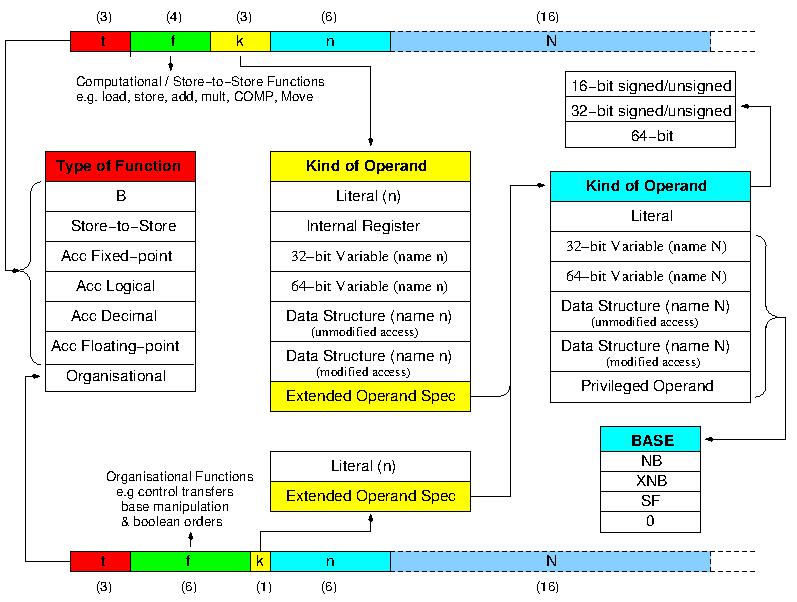 (3) (4) (3) (6) (16)
t f k n N
Computational / Store-to-Store Functions
e.g. load, store, add, mult, COMP, Move
16-bit signed/unsigned
32-bit signed/unsigned
64-bit
Type of Function
B
Store-to-Store
Acc Fixed-point
Acc Logical
Acc Decimal
Acc Floating-point
Organisational
Kind of Operand
Literal (n)
Internal Register
32-bit Variable (name n)
64-bit Variable (name n)
Data Structure (name n)
(unmodified access)
Data Structure (name n)
(modified access)
Extended Operand Spec
Kind of Operand
Literal
32-bit Variable (name N)
64-bit Variable (name N)
Data Structure (name N)
(unmodified access)
Data Structure (name N)
(modified access)
Privileged Operand
BASE
NB
XNB
SF
0
Literal (n)
Extended Operand Spec
Organisational Functions
e.g control transfers
base manipulation
& boolean orders
t f k n N
(3) (6) (1) (6) (16)